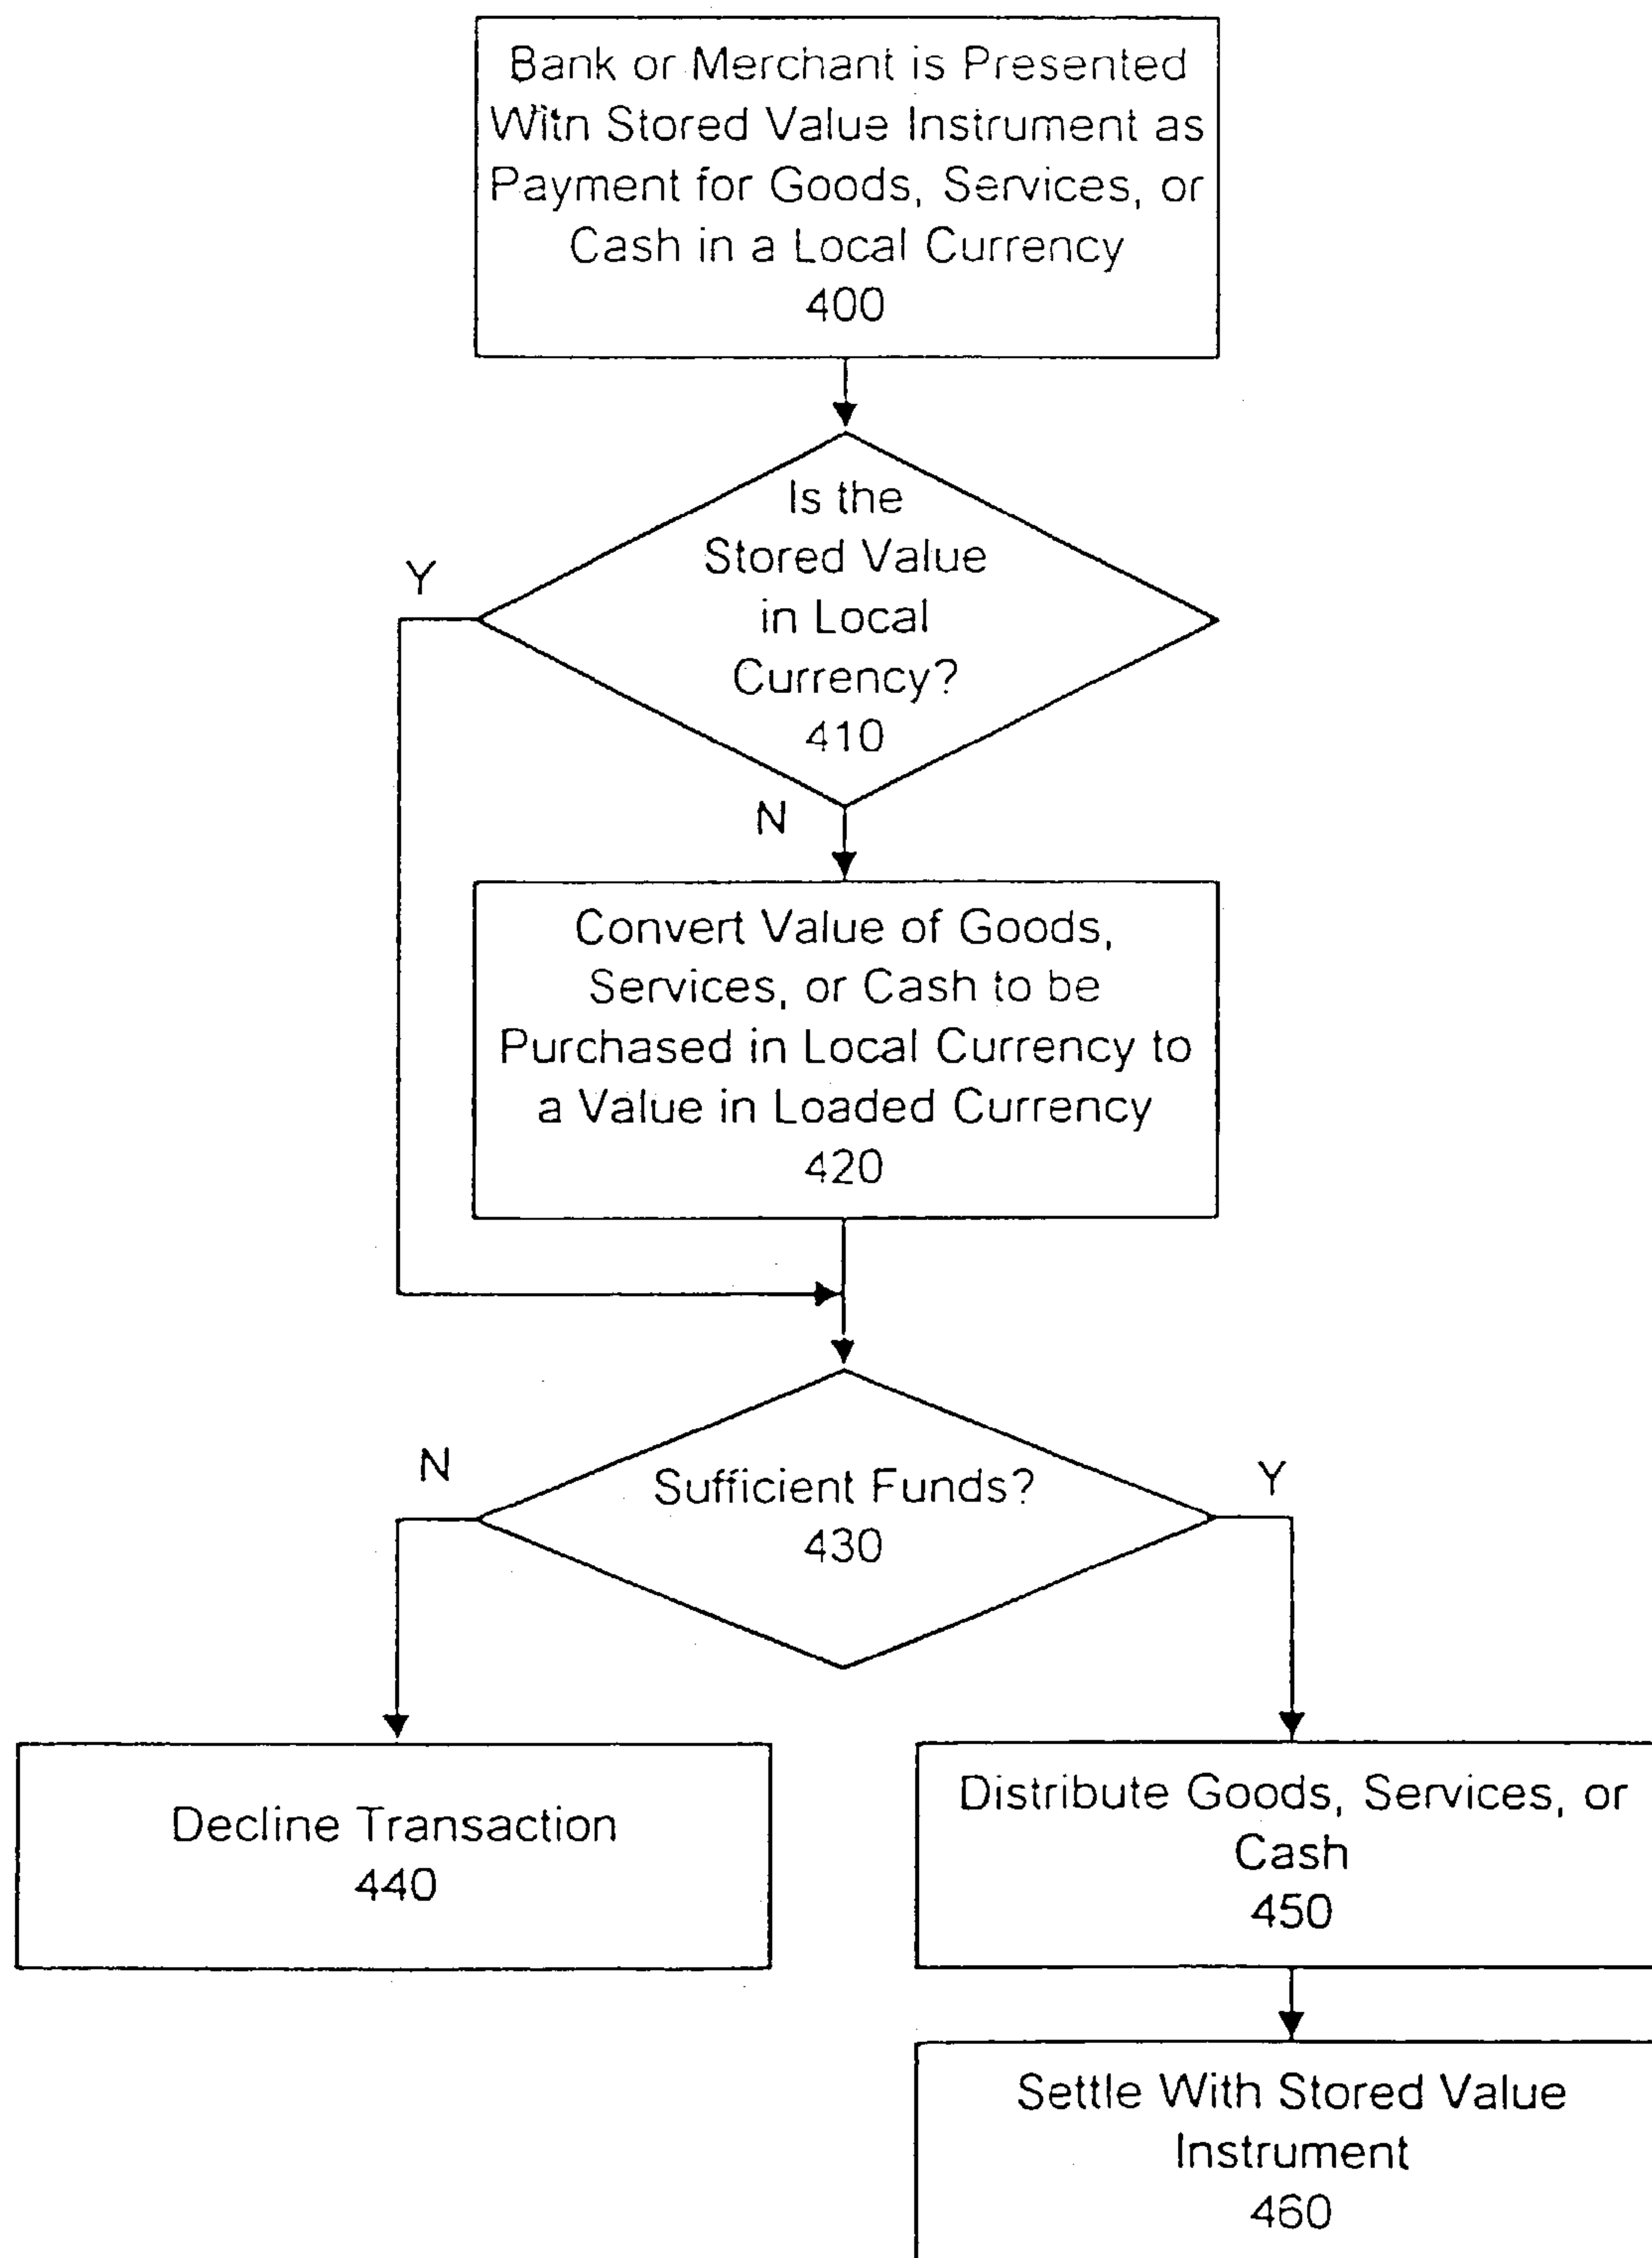 Bank or Merchant is Presented
With Stored Value Instrument as
Payment for Goods, Services, or
Cash in a Local Currency
400
Is the
Stored Value
in Local
Currency?
410
Y
N
Convert Value of Goods,
Services, or Cash to be
Purchased in Local Currency to
a Value in Loaded Currency
420
Sufficient Funds?
430
N
Y
Decline Transaction
440
Distribute Goods, Services, or
Cash
450
Settle With Stored Value
Instrument
460